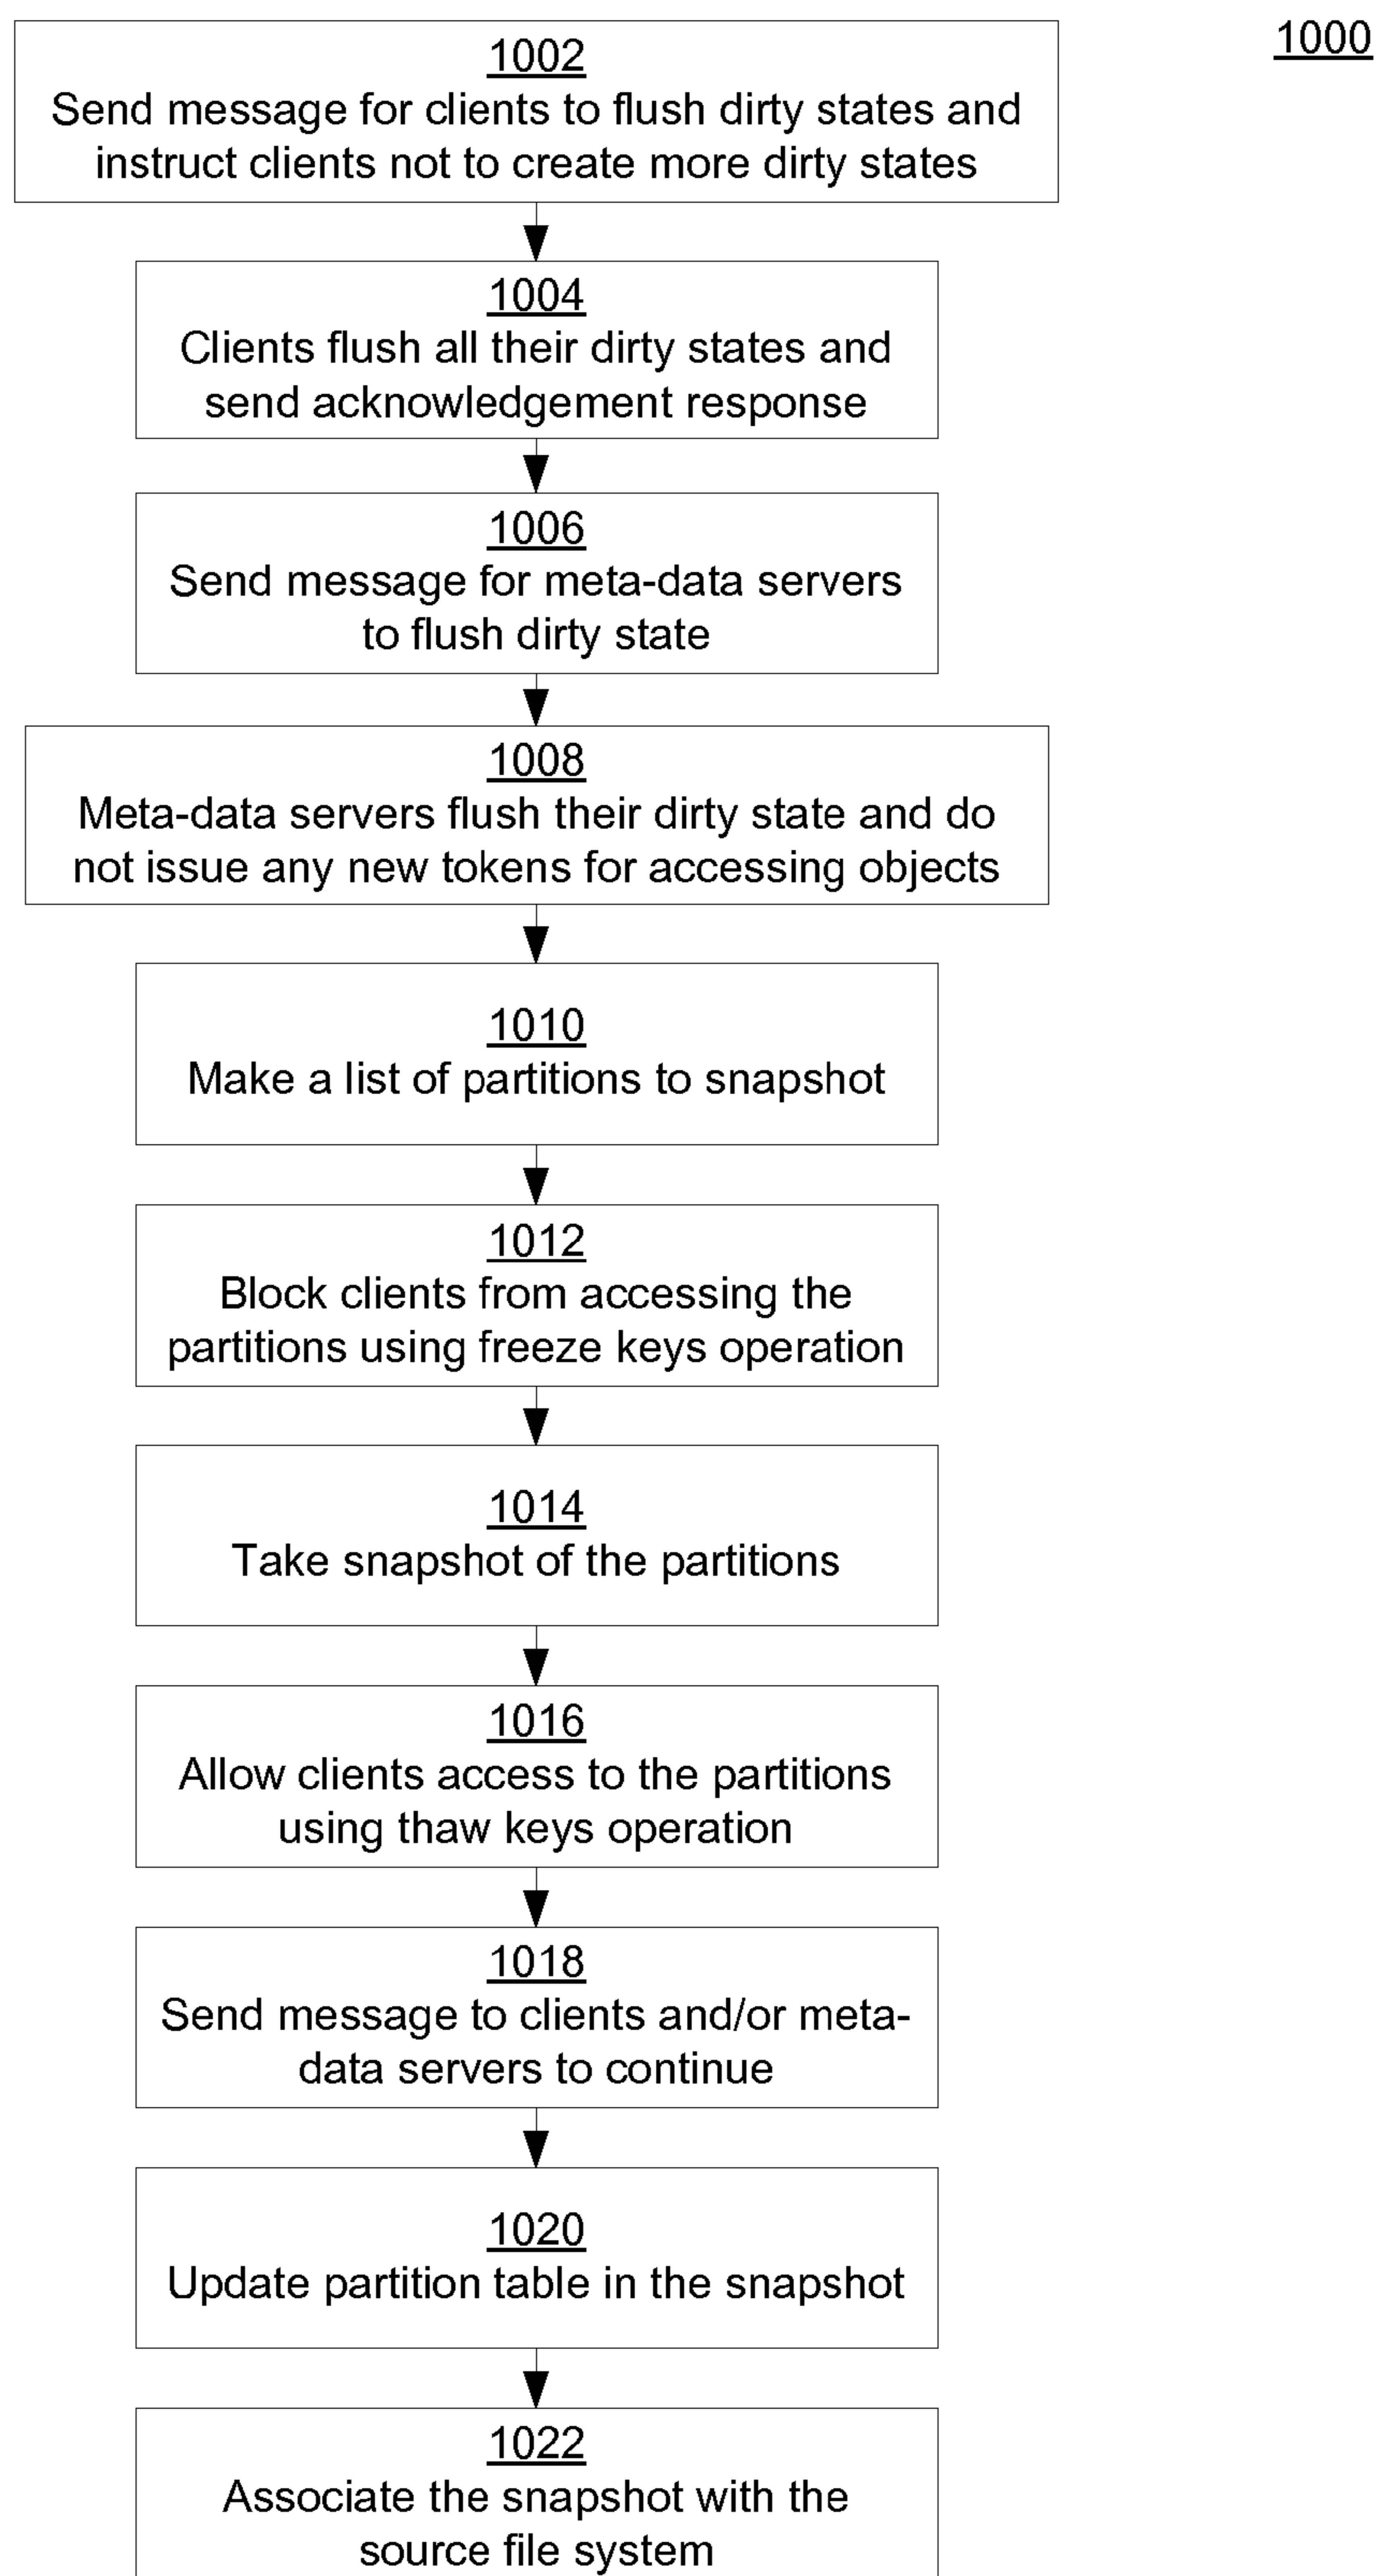 1000
1002
Send message for clients to flush dirty states and
instruct clients not to create more dirty states
1004
Clients flush all their dirty states and
send acknowledgement response
1006
Send message for meta-data servers
to flush dirty state
1008
Meta-data servers flush their dirty state and do
not issue any new tokens for accessing objects
1010
Make a list of partitions to snapshot
1012
Block clients from accessing the
partitions using freeze keys operation
1014
Take snapshot of the partitions
1016
Allow clients access to the partitions
using thaw keys operation
1018
Send message to clients and/or meta-
data servers to continue
1020
Update partition table in the snapshot
1022
Associate the snapshot with the
source file system